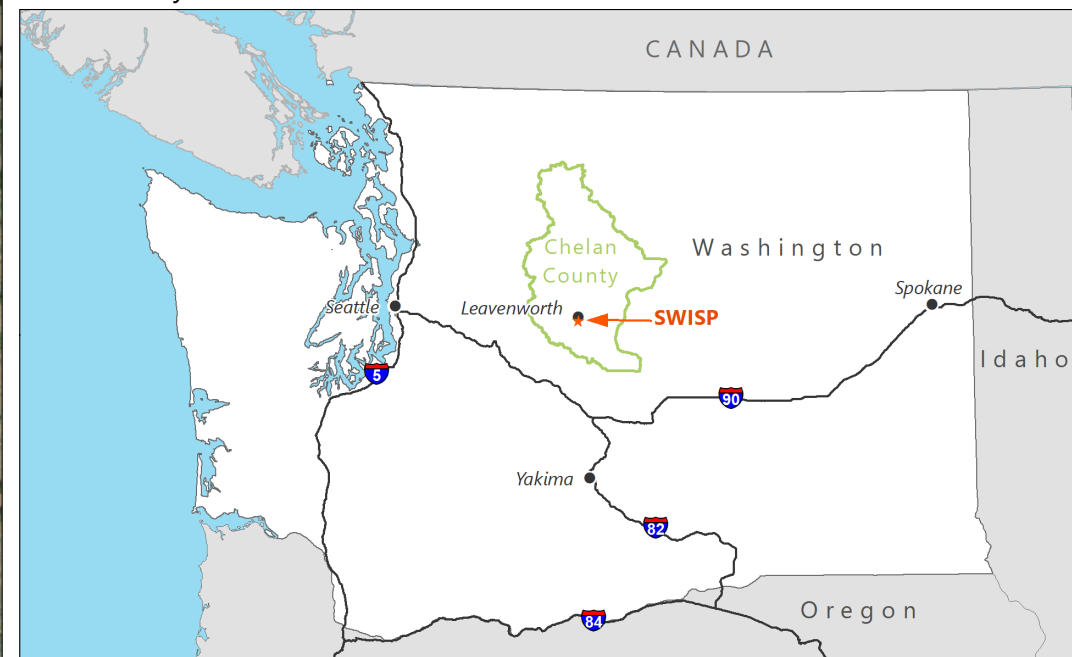 CANADA
Chelan
County
Washington
Spokane
Seattle
Leavenworth
SWISP
Idaho
5
90
Yakima
82
Oregon
84